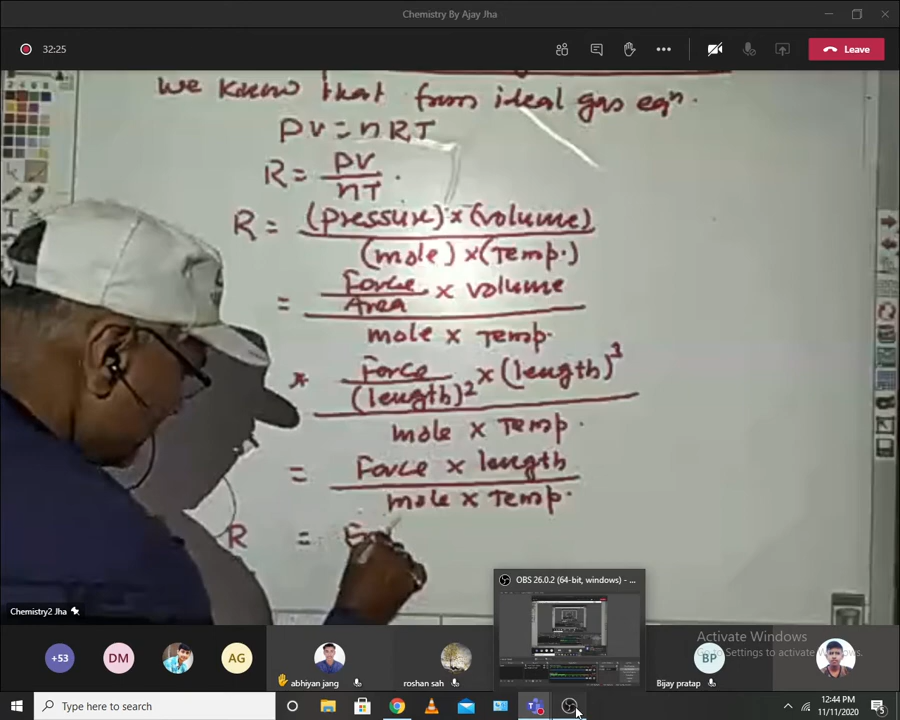 Chemistry By Ajay Jha
32:25
Leave
We know that from ideal gas eqn.
PV = nRT
R = PV
nT.
R = (pressure) × (volume)
(mole) × (Temp.)
= Force
Area × volume
mole × Temp.
* Force
(length)² × (length)³
mole × Temp.
= Force × length
mole × Temp.
R =
Chemistry2 Jha
OBS 26.0.2 (64-bit, windows) - ...
+53
DM
AG
abhiyan jang
roshan sah
BP
Bijay pratap
Activate Windows
Go to Settings to activate Windows.
Type here to search
12:44 PM
11/11/2020
5